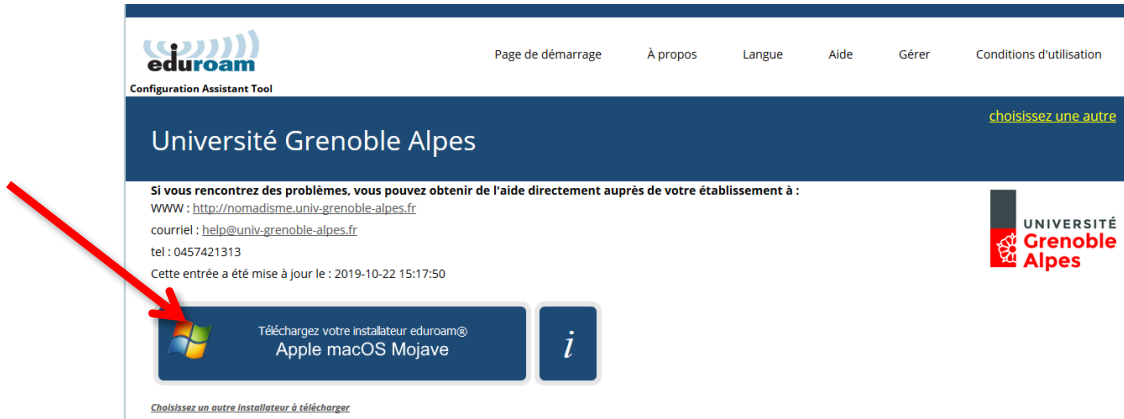 eduroam
Configuration Assistant Tool
Page de démarrage À propos Langue Aide Gérer Conditions d'utilisation
choisissez une autre
Université Grenoble Alpes
Si vous rencontrez des problèmes, vous pouvez obtenir de l'aide directement auprès de votre établissement à :
WWW : http://nomadisme.univ-grenoble-alpes.fr
courriel : help@univ-grenoble-alpes.fr
tel : 0457421313
Cette entrée a été mise à jour le : 2019-10-22 15:17:50
UNIVERSITÉ
Grenoble
Alpes
Téléchargez votre installateur eduroam®
Apple macOS Mojave
i
Choisissez un autre installateur à télécharger